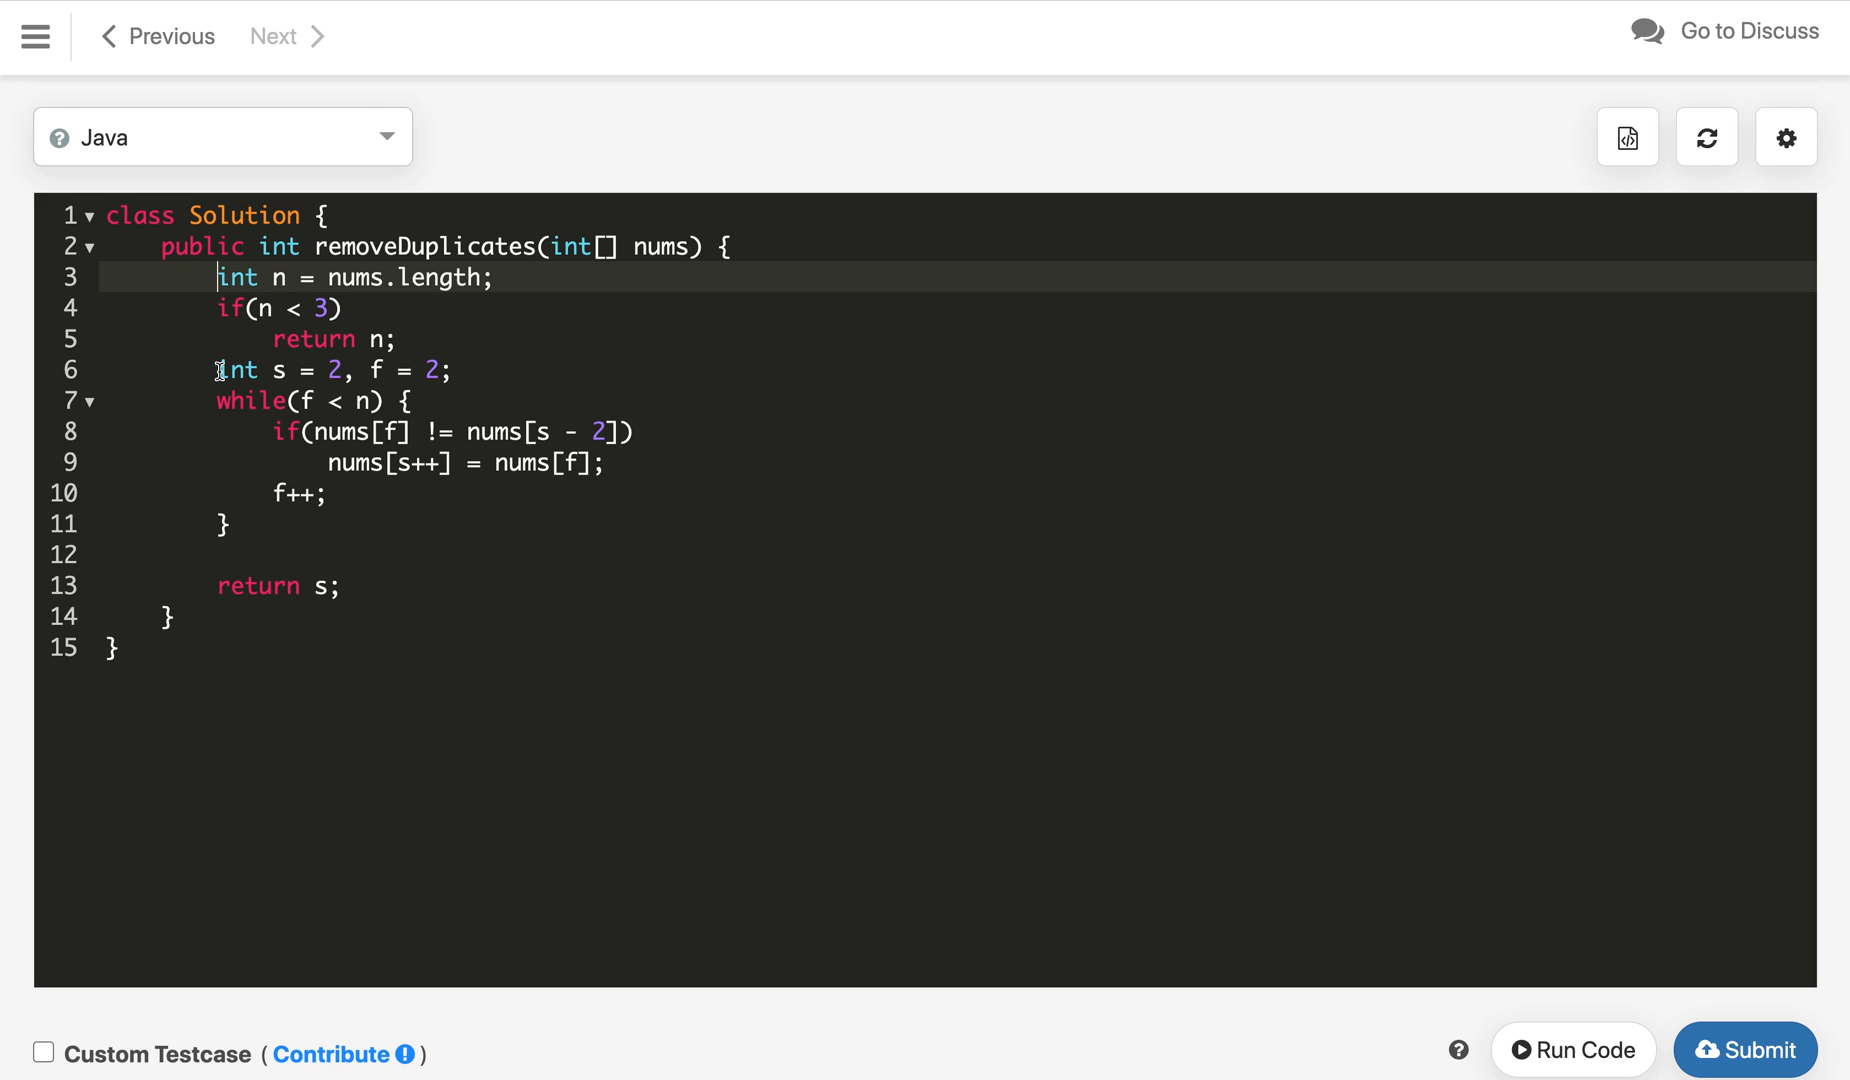 Previous Next Go to Discuss
Java
1 class Solution {
2 public int removeDuplicates(int[] nums) {
3 int n = nums.length;
4 if(n < 3)
5 return n;
6 int s = 2, f = 2;
7 while(f < n) {
8 if(nums[f] != nums[s - 2])
9 nums[s++] = nums[f];
10 f++;
11 }
12
13 return s;
14 }
15 }
Custom Testcase ( Contribute ) Run Code Submit